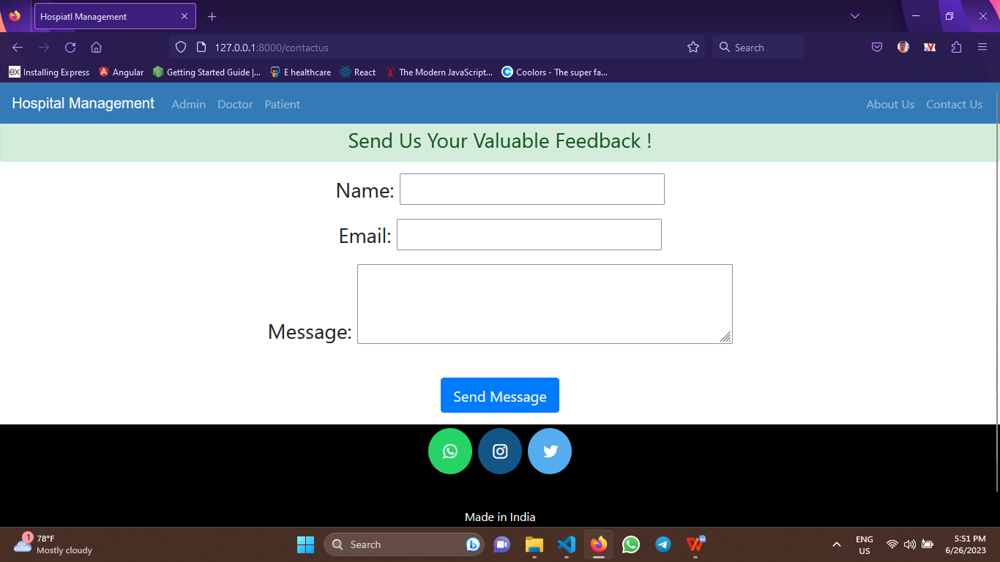 Hospiatl Management
127.0.0.1:8000/contactus
Search
Installing Express
Angular
Getting Started Guide |...
E healthcare
React
The Modern JavaScript...
Coolors - The super fa...
Hospital Management
Admin
Doctor
Patient
About Us
Contact Us
Send Us Your Valuable Feedback !
Name:
Email:
Message:
Send Message
Made in India
1
78°F
Mostly cloudy
Search
ENG
US
5:51 PM
6/26/2023